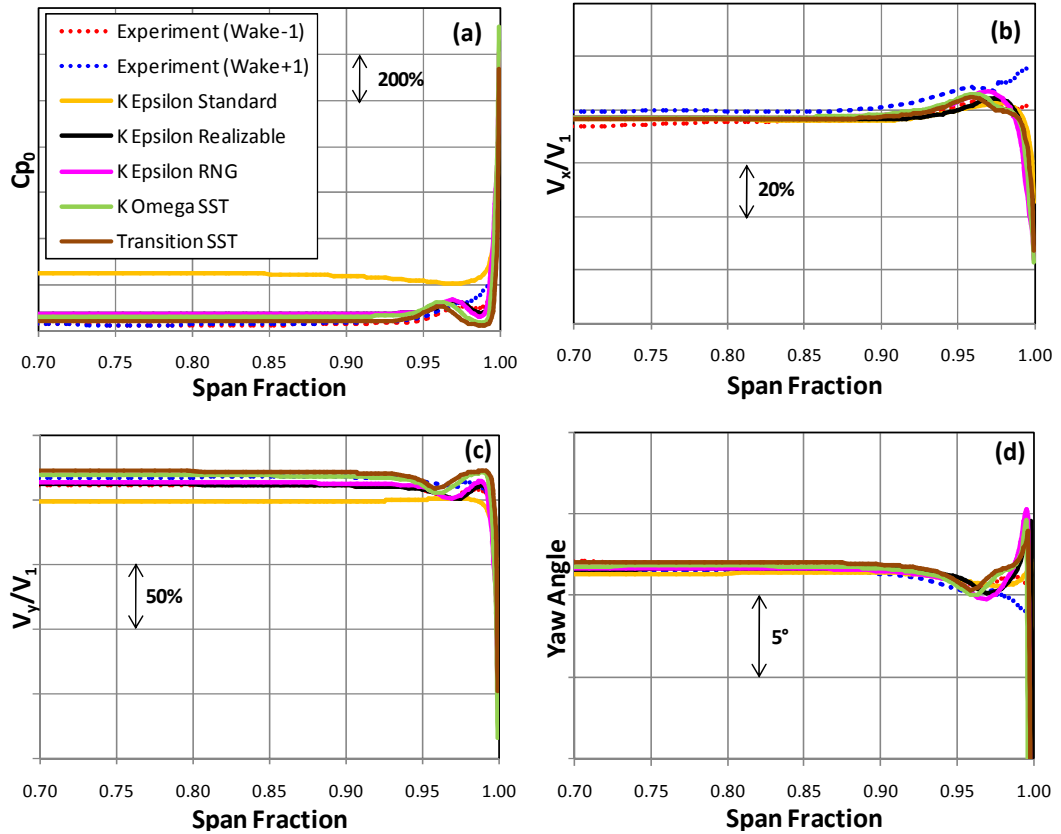 Experiment (Wake-1)
Experiment (Wake+1)
K Epsilon Standard
K Epsilon Realizable
K Epsilon RNG
K Omega SST
Transition SST
(a)
200%
Cp0
0.70 0.75 0.80 0.85 0.90 0.95 1.00
Span Fraction
(b)
20%
Vx/V1
0.70 0.75 0.80 0.85 0.90 0.95 1.00
Span Fraction
(c)
50%
Vy/V1
0.70 0.75 0.80 0.85 0.90 0.95 1.00
Span Fraction
(d)
5°
Yaw Angle
0.70 0.75 0.80 0.85 0.90 0.95 1.00
Span Fraction